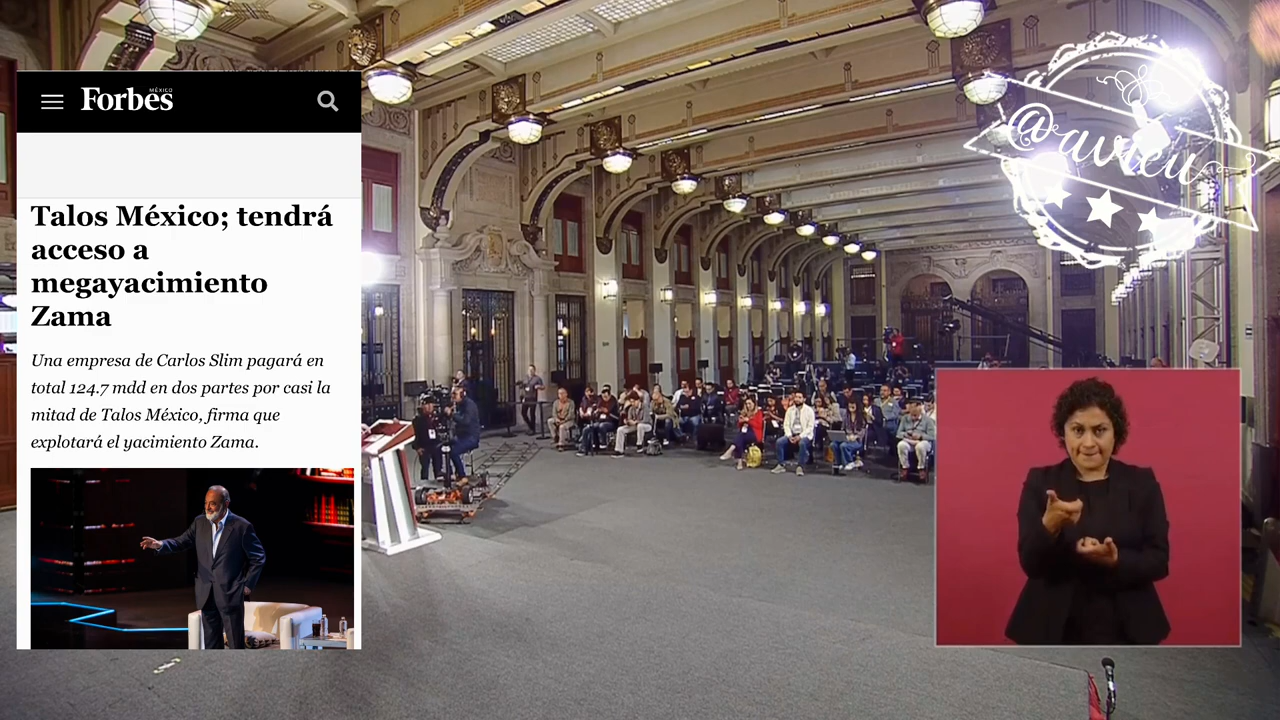 Forbes
MÉXICO
Talos México; tendrá
acceso a
megayacimiento
Zama
Una empresa de Carlos Slim pagará en
total 124,7 mdd en dos partes por casi la
mitad de Talos México, firma que
explotará el yacimiento Zama.
@avieu